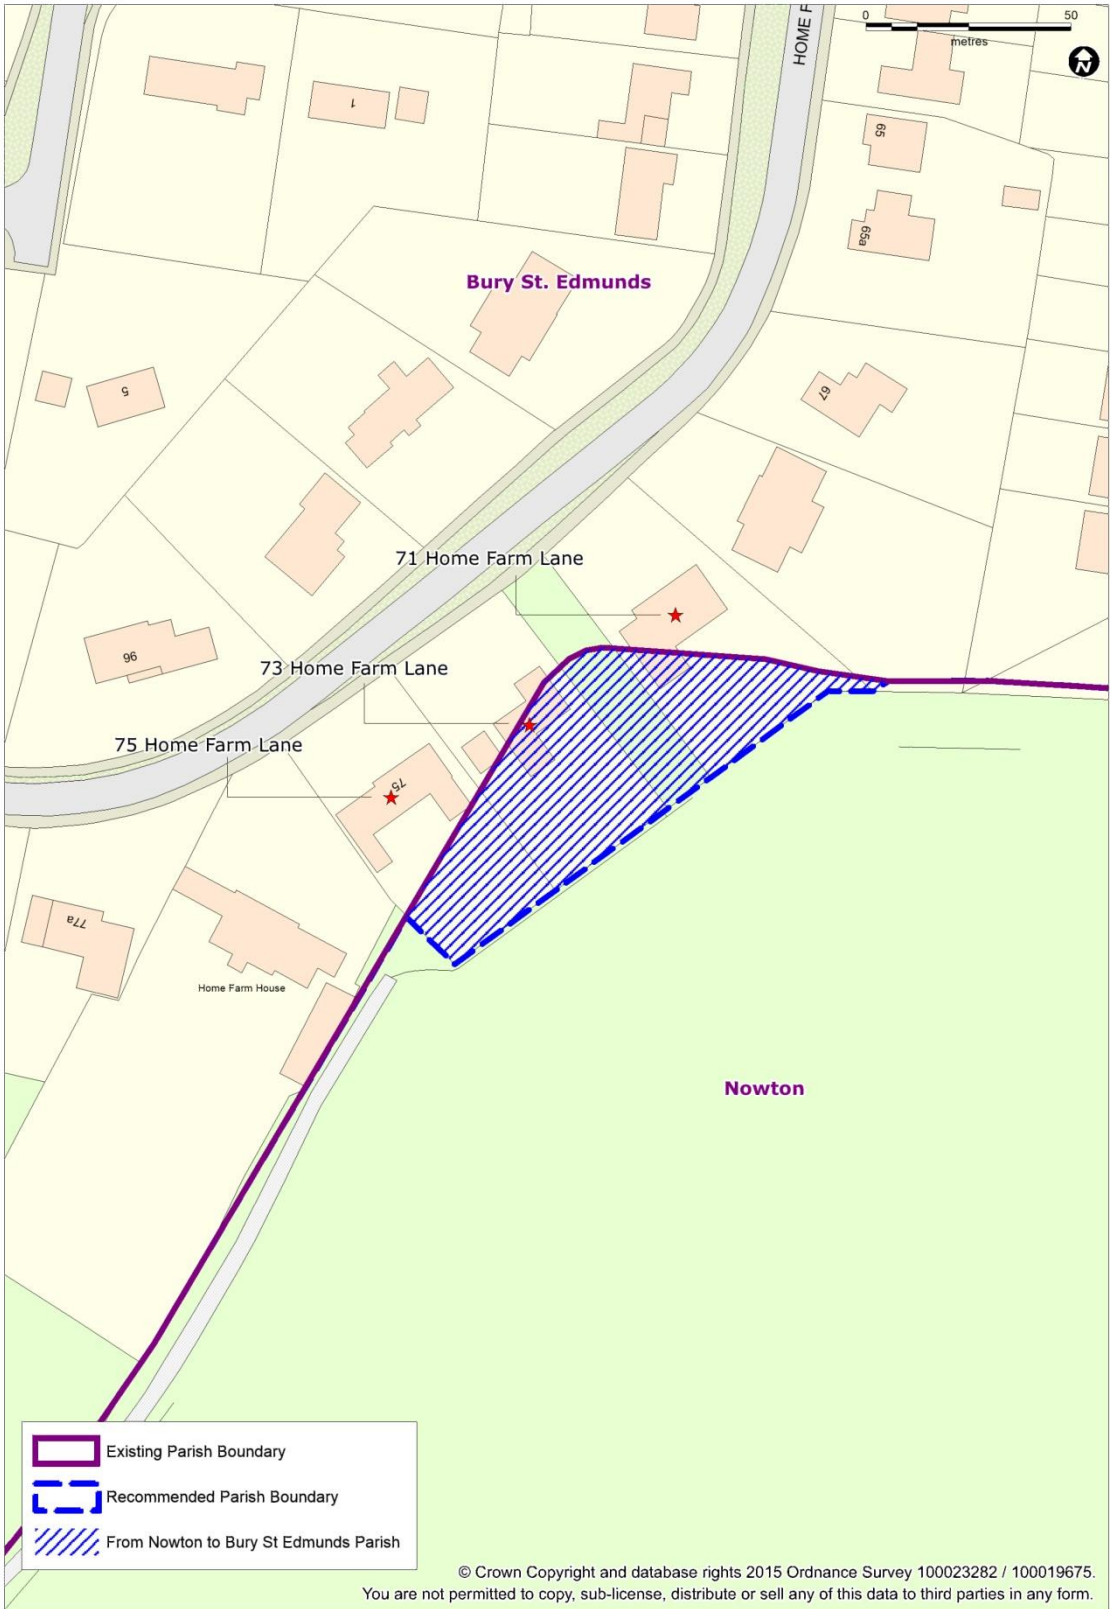 HOME F
0 50
metres
N
1
65
65a
Bury St. Edmunds
5
67
71 Home Farm Lane
96
73 Home Farm Lane
75 Home Farm Lane
75
77a
Home Farm House
Nowton
Existing Parish Boundary
Recommended Parish Boundary
From Nowton to Bury St Edmunds Parish
© Crown Copyright and database rights 2015 Ordnance Survey 100023282 / 100019675.
You are not permitted to copy, sub-license, distribute or sell any of this data to third parties in any form.